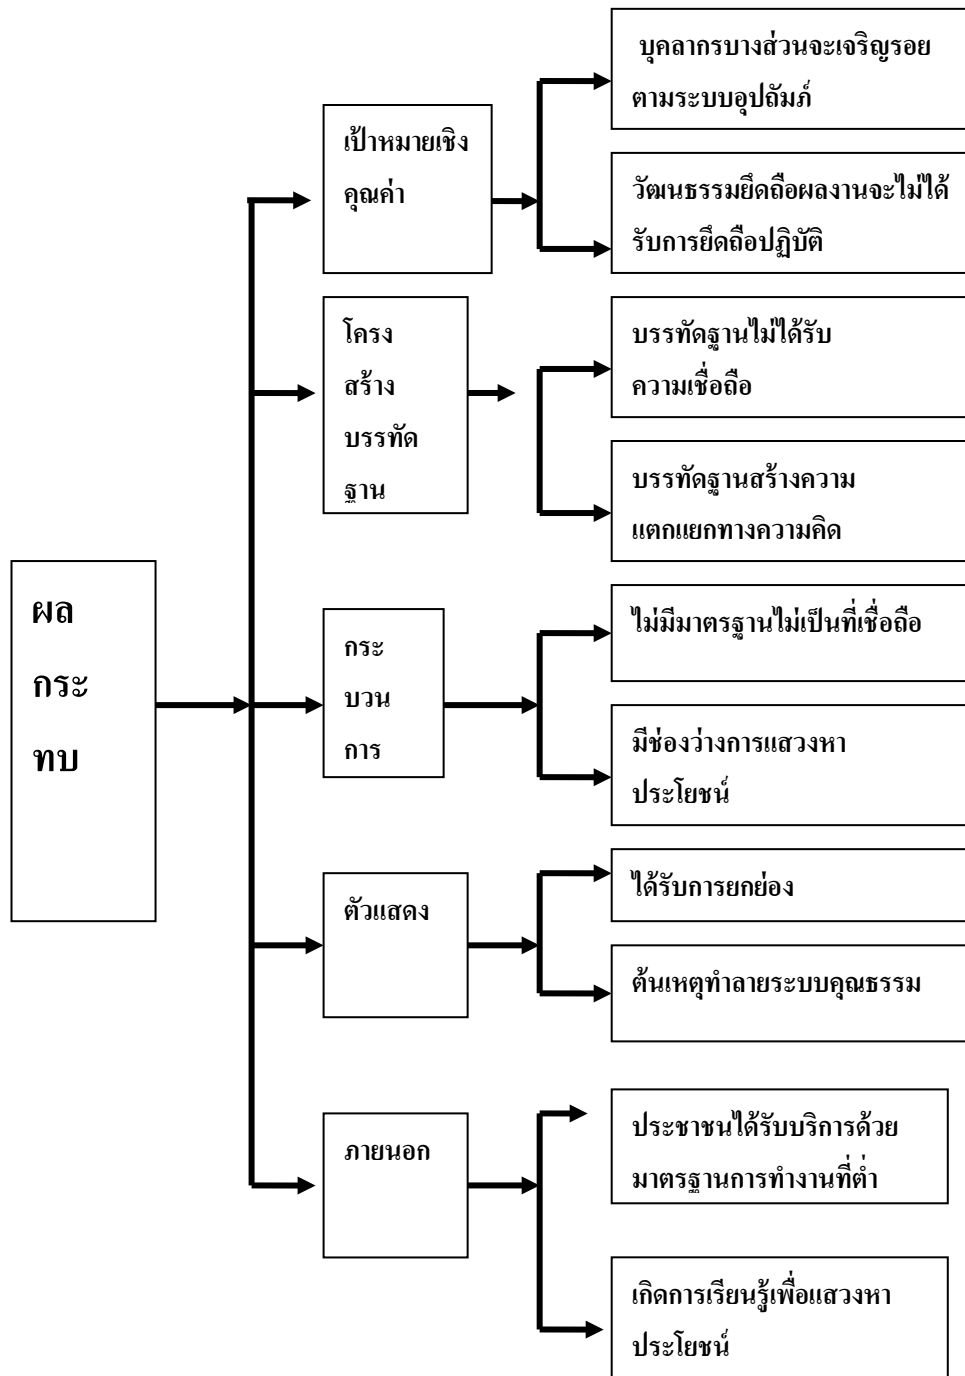 บุคลากรบางส่วนจะเจริญรอย
ตามระบบอุปถัมภ์
เป้าหมายเชิง
คุณค่า
วัฒนธรรมยึดถือผลงานจะไม่ได้
รับการยึดถือปฏิบัติ
โครง
สร้าง
บรรทัด
ฐาน
บรรทัดฐานไม่ได้รับ
ความเชื่อถือ
บรรทัดฐานสร้างความ
แตกแยกทางความคิด
ผล
กระ
ทบ
กระ
บวน
การ
ไม่มีมาตรฐานไม่เป็นที่เชื่อถือ
มีช่องว่างการแสวงหา
ประโยชน์
ตัวแสดง
ได้รับการยกย่อง
ต้นเหตุทำลายระบบคุณธรรม
ภายนอก
ประชาชนได้รับบริการด้วย
มาตรฐานการทำงานที่ต่ำ
เกิดการเรียนรู้เพื่อแสวงหา
ประโยชน์